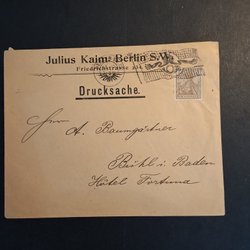 Julius Kaim: Berlin S.W.
Friedrichstrasse
Drucksache.
Herrn A. Baumgärtner
Bühl i. Baden
Hôtel Fortuna